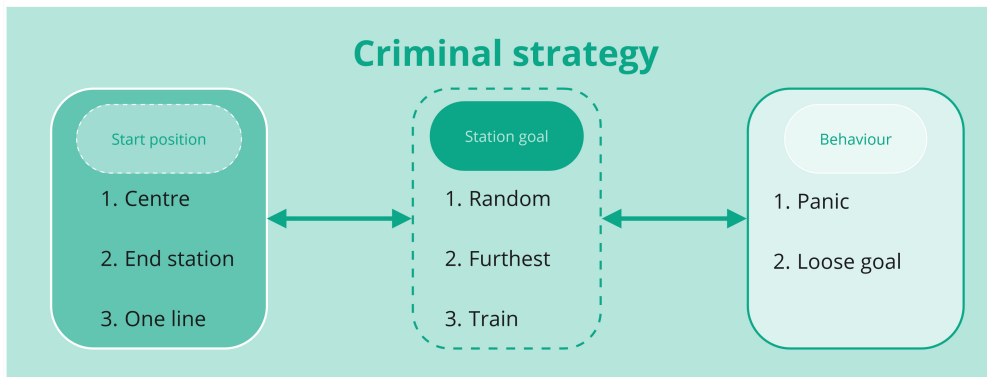 Criminal strategy
Start position
1. Centre
2. End station
3. One line
Station goal
1. Random
2. Furthest
3. Train
Behaviour
1. Panic
2. Loose goal